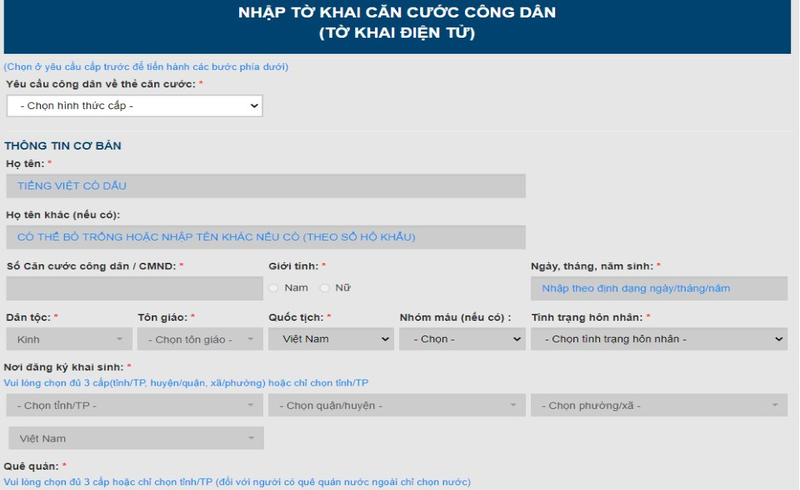 NHẬP TỜ KHAI CĂN CƯỚC CÔNG DÂN
(TỜ KHAI ĐIỆN TỬ)
(Chọn ở yêu cầu cấp trước để tiến hành các bước phía dưới)
Yêu cầu công dân về thẻ căn cước: *
- Chọn hình thức cấp -
THÔNG TIN CƠ BẢN
Họ tên: *
TIẾNG VIỆT CÓ DẤU
Họ tên khác (nếu có):
CÓ THỂ BỎ TRỐNG HOẶC NHẬP TÊN KHÁC NẾU CÓ (THEO SỔ HỘ KHẨU)
Số Căn cước công dân / CMND: * Giới tính: * Ngày, tháng, năm sinh: *
Nam Nữ Nhập theo định dạng ngày/tháng/năm
Dân tộc: * Tôn giáo: * Quốc tịch: * Nhóm máu (nếu có) : Tình trạng hôn nhân: *
Kinh - Chọn tôn giáo - Việt Nam - Chọn - - Chọn tình trạng hôn nhân -
Nơi đăng ký khai sinh: *
Vui lòng chọn đủ 3 cấp(tỉnh/TP, huyện/quận, xã/phường) hoặc chỉ chọn tỉnh/TP
- Chọn tỉnh/TP - - Chọn quận/huyện - - Chọn phường/xã -
Việt Nam
Quê quán: *
Vui lòng chọn đủ 3 cấp hoặc chỉ chọn tỉnh/TP (đối với người có quê quán nước ngoài chỉ chọn nước)